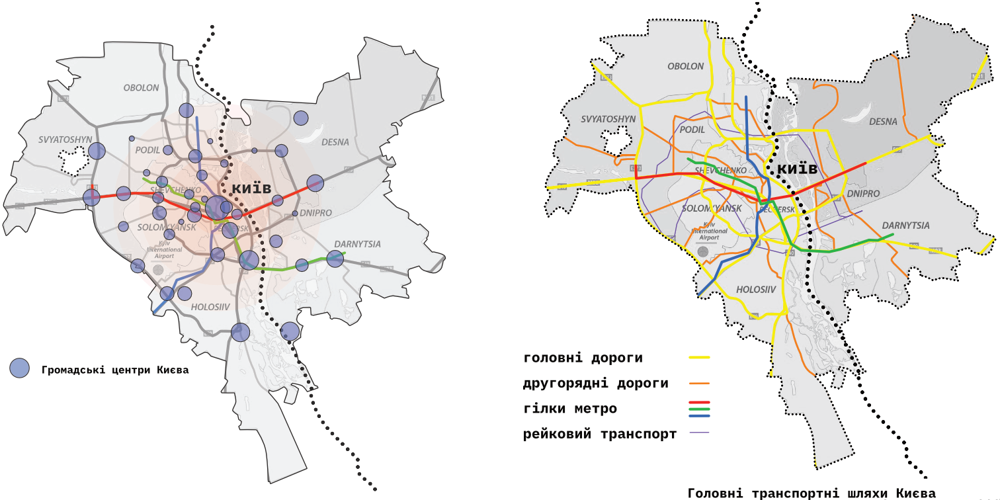 OBOLON
SVYATOSHYN
PODIL
DESNA
київ
SHEVCHENKO
DNIPRO
SOLOMYANSK
PECHERSK
Kyiv
International
Airport
DARNYTSIA
HOLOSIIV
Громадські центри Києва
OBOLON
SVYATOSHYN
DESNA
PODIL
київ
SHEVCHENKO
DNIPRO
SOLOMYANSK
PECHERSK
Kyiv
International
Airport
DARNYTSIA
HOLOSIIV
головні дороги
другорядні дороги
гілки метро
рейковий транспорт
Головні транспортні шляхи Києва